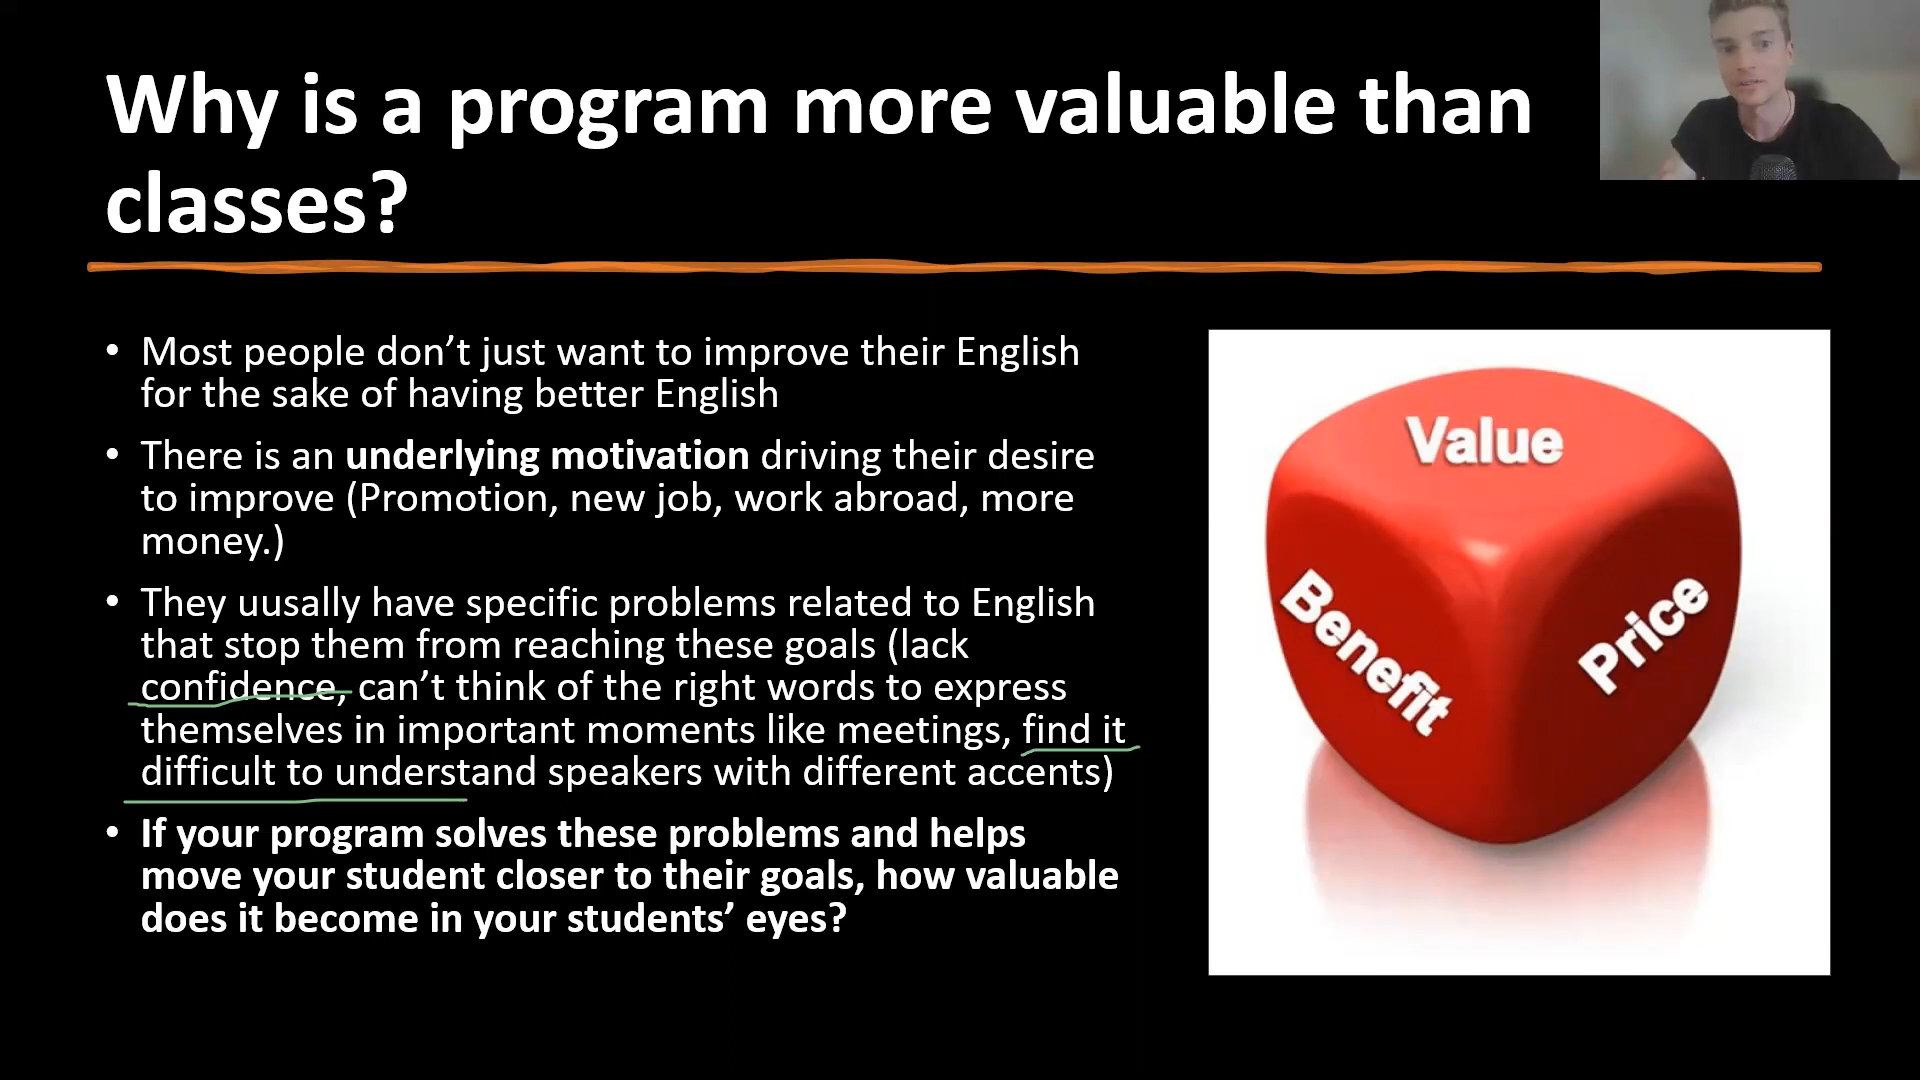 Why is a program more valuable than
classes?
• Most people don’t just want to improve their English
for the sake of having better English
• There is an underlying motivation driving their desire
to improve (Promotion, new job, work abroad, more
money.)
• They uusally have specific problems related to English
that stop them from reaching these goals (lack
confidence, can’t think of the right words to express
themselves in important moments like meetings, find it
difficult to understand speakers with different accents)
• If your program solves these problems and helps
move your student closer to their goals, how valuable
does it become in your students’ eyes?
Value
Benefit
Price